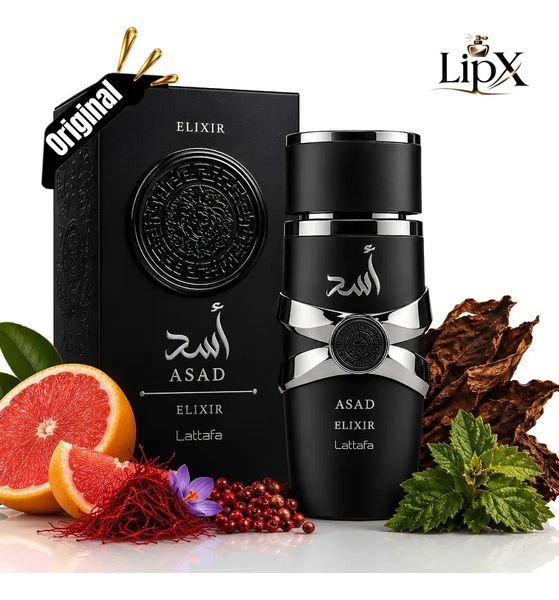 LipX
Original
ELIXIR
أسد
ASAD
ELIXIR
Lattafa
أسد
ASAD
ELIXIR
Lattafa